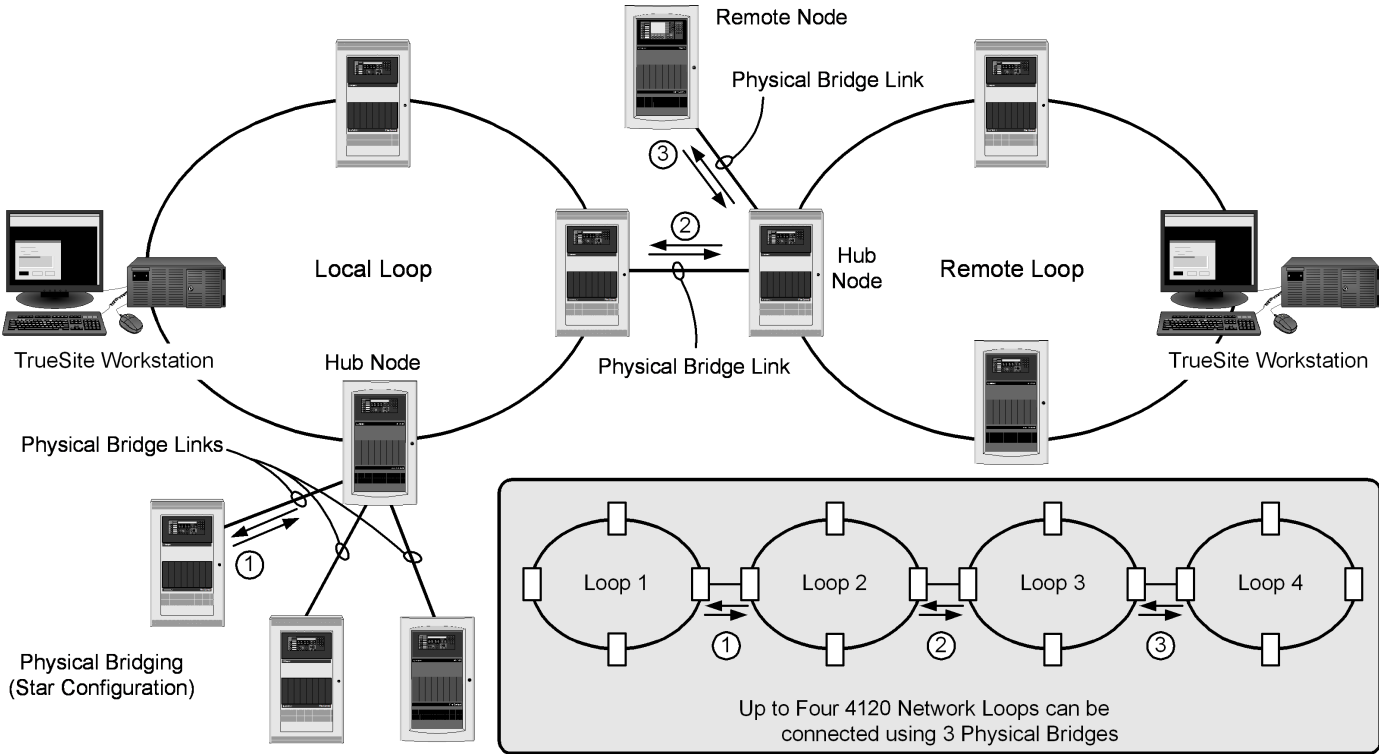 Remote Node
Physical Bridge Link
3
2
Local Loop
Hub
Node
Remote Loop
TrueSite Workstation
Hub Node
Physical Bridge Link
TrueSite Workstation
Physical Bridge Links
1
Physical Bridging
(Star Configuration)
Loop 1
Loop 2
Loop 3
Loop 4
1
2
3
Up to Four 4120 Network Loops can be
connected using 3 Physical Bridges